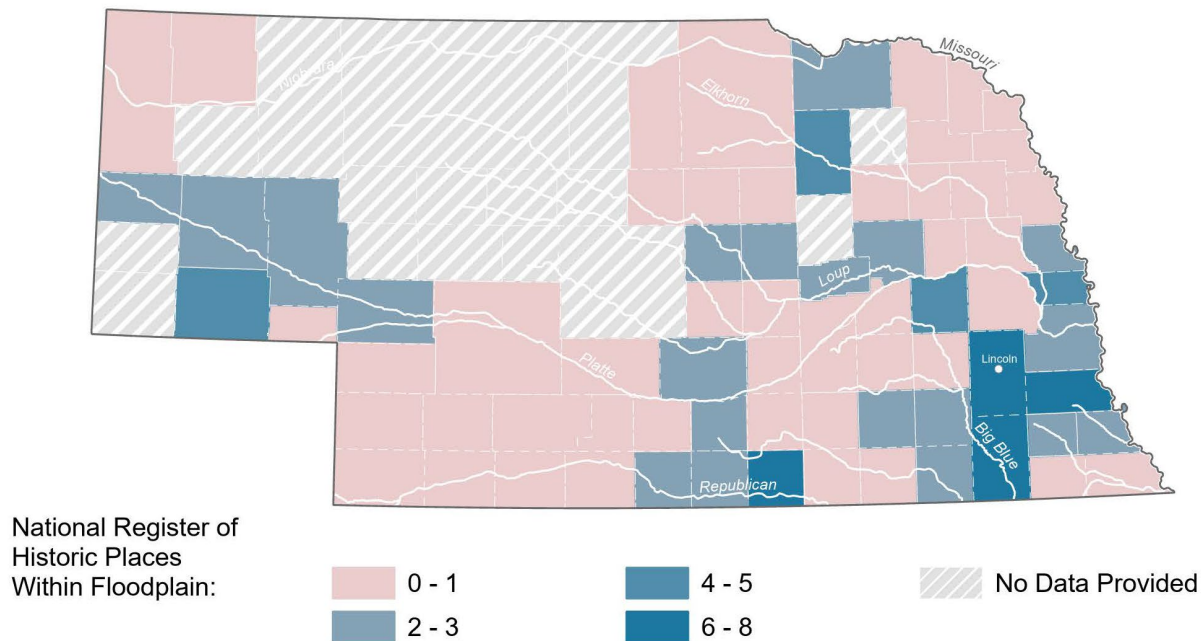 Missouri
Niobrara
Elkhorn
Loup
Platte
Lincoln
Big Blue
Republican
National Register of
Historic Places
Within Floodplain:
0 - 1
2 - 3
4 - 5
6 - 8
No Data Provided